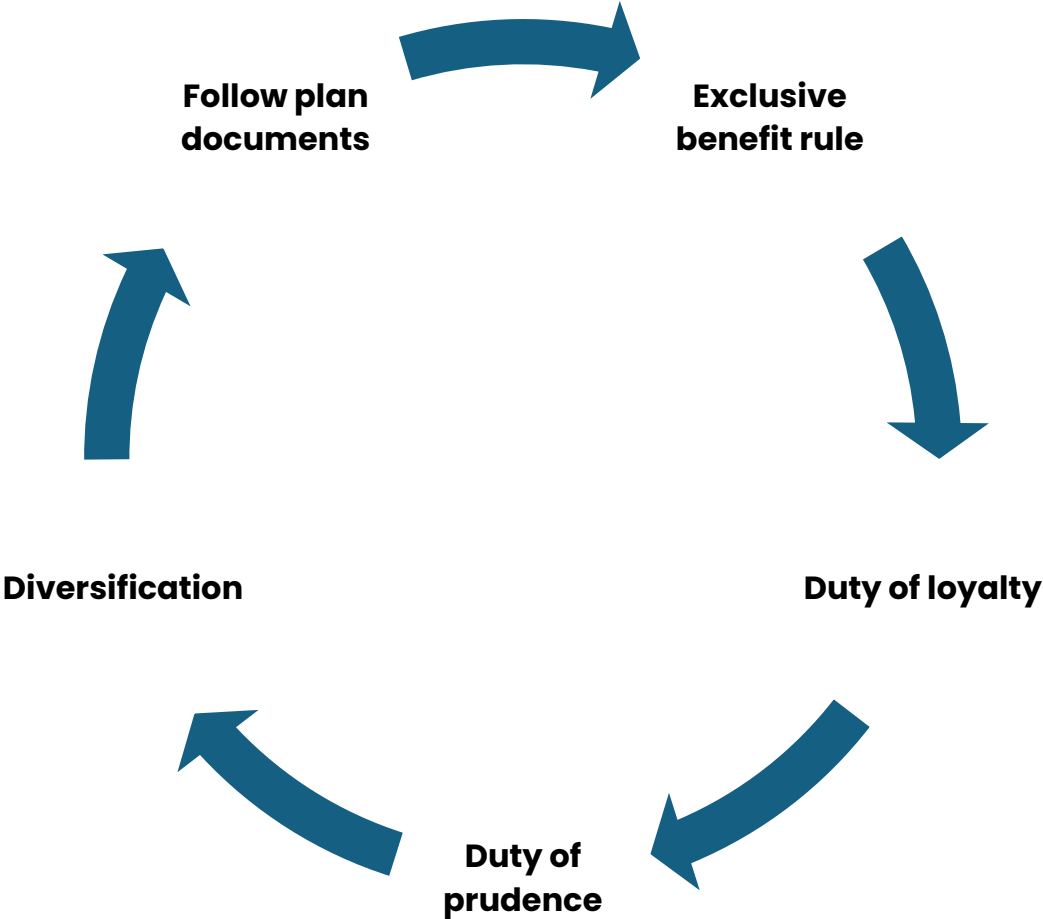 Follow plan
documents
Exclusive
benefit rule
Diversification
Duty of loyalty
Duty of
prudence